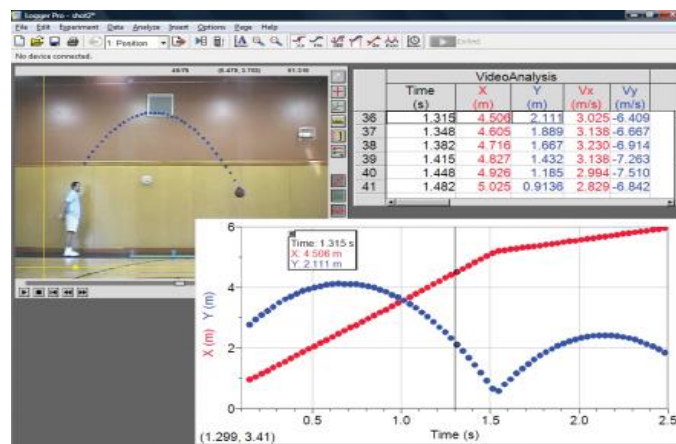 Logger Pro - shot2*
File Edit Experiment Data Analyze Insert Options Page Help
1: Position
No device connected.
VideoAnalysis
Time X Y Vx Vy
(s) (m) (m) (m/s) (m/s)
36 1.315 4.506 2.111 3.025 -6.409
37 1.348 4.605 1.889 3.138 -6.667
38 1.382 4.716 1.667 3.230 -6.914
39 1.415 4.827 1.432 3.138 -7.263
40 1.448 4.926 1.185 2.994 -7.510
41 1.482 5.025 0.9136 2.829 -6.842
6
Time: 1.315 s
X: 4.506 m
Y: 2.111 m
X (m) Y (m)
4
2
0
0.5 1.0 1.5 2.0 2.5
(1.299, 3.41)
Time (s)